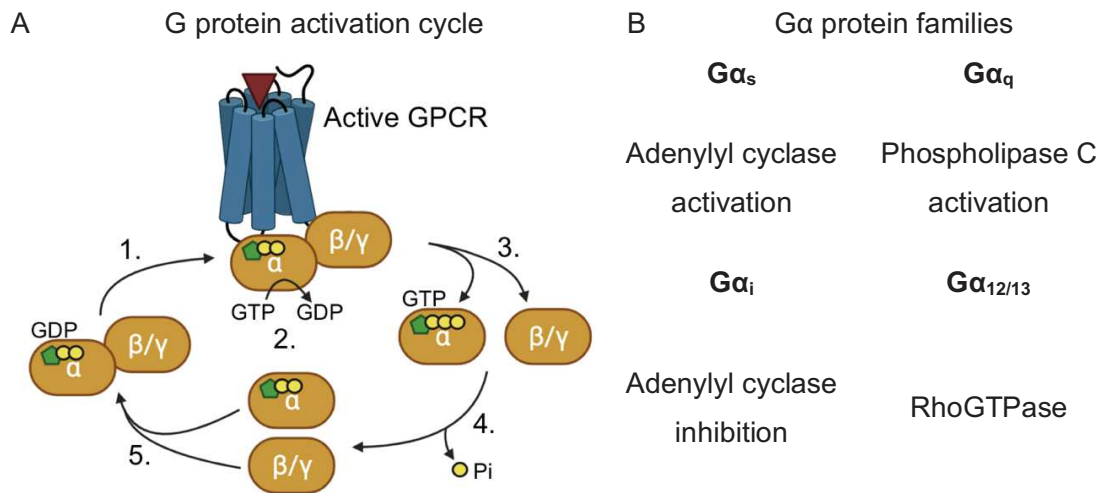 A
G protein activation cycle
Active GPCR
1.
α
β/γ
GTP
GDP
2.
3.
GTP
α
β/γ
GDP
α
β/γ
α
4.
5.
β/γ
Pi
B
Gα protein families
Gαs
Gαq
Adenylyl cyclase
activation
Phospholipase C
activation
Gαi
Gα12/13
Adenylyl cyclase
inhibition
RhoGTPase